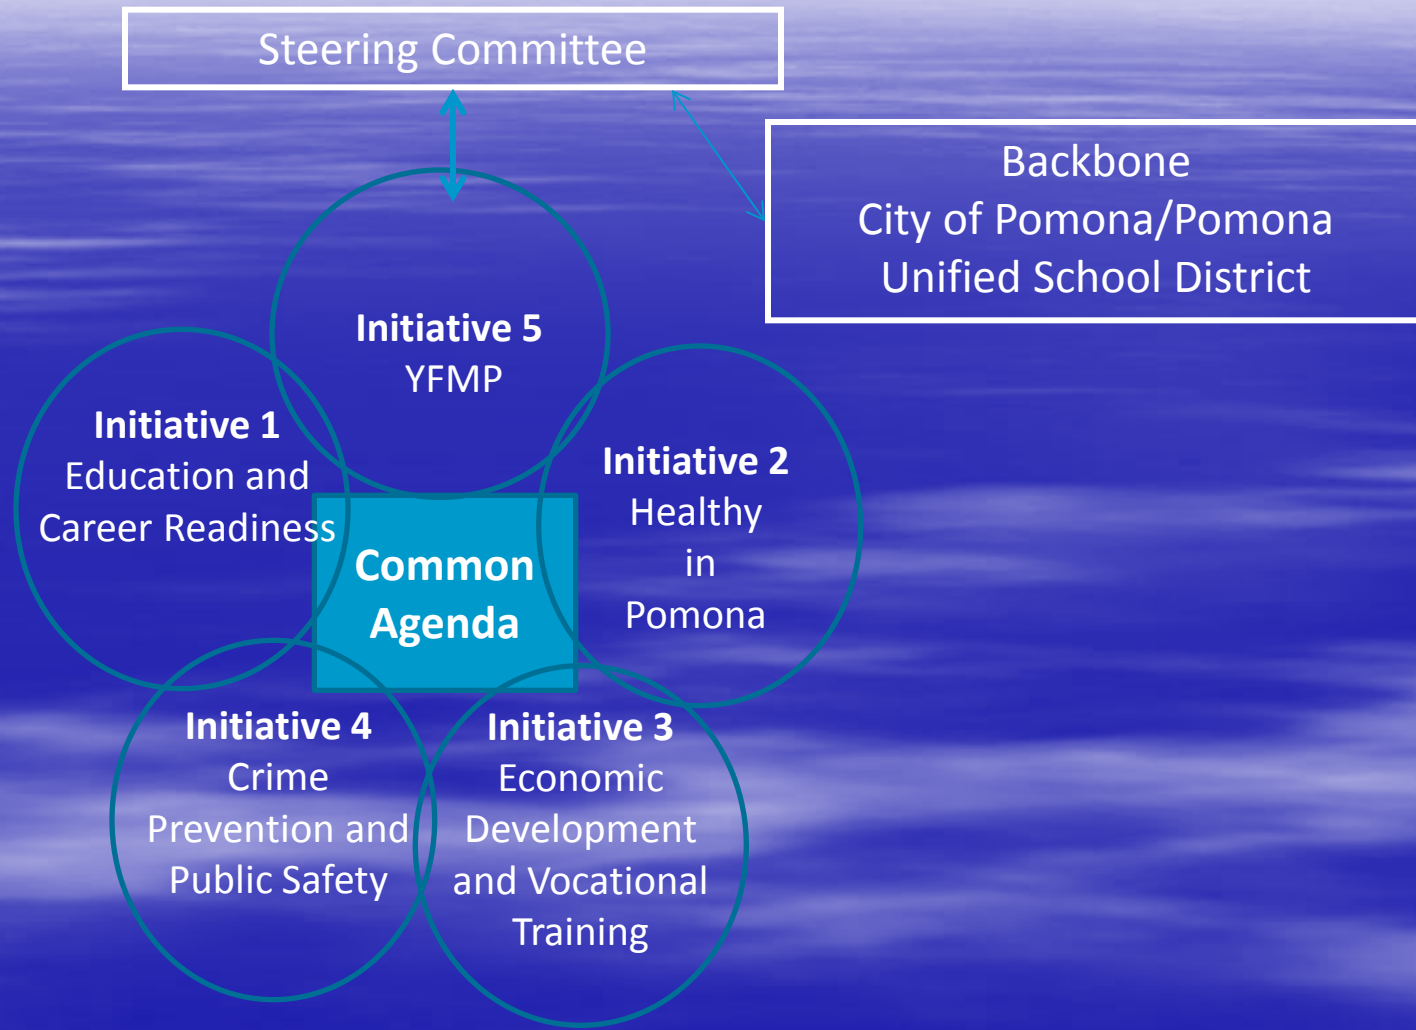 Steering Committee
Backbone
City of Pomona/Pomona
Unified School District
Initiative 5
YFMP
Initiative 1
Education and
Career Readiness
Initiative 2
Healthy
in
Pomona
Common
Agenda
Initiative 4
Crime
Prevention and
Public Safety
Initiative 3
Economic
Development
and Vocational
Training